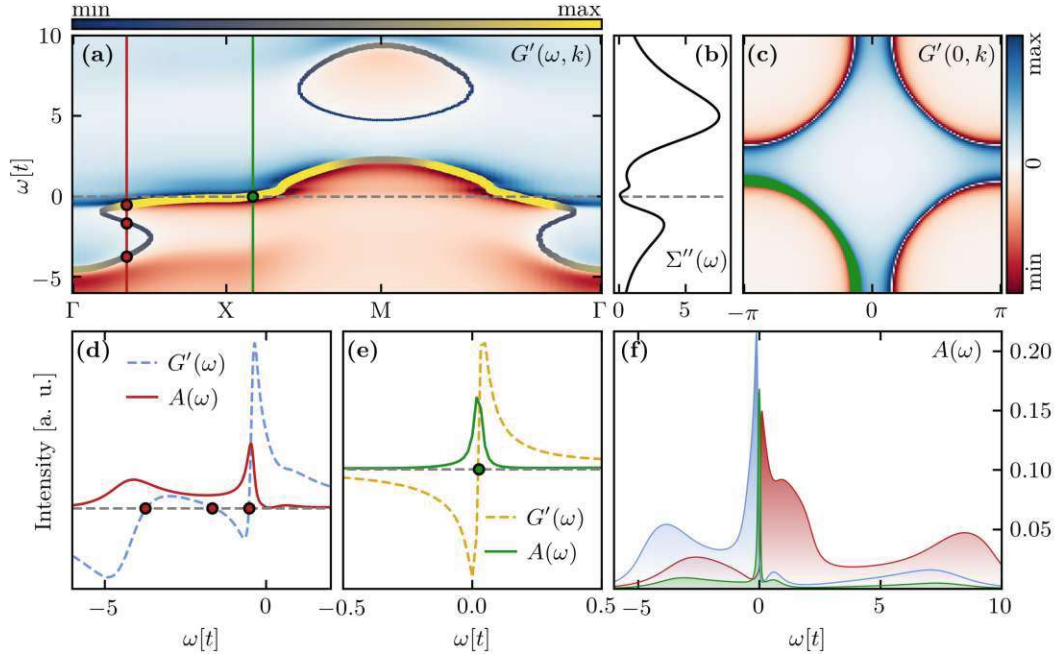 min max
(a) G′(ω, k)
10
5
0
−5
ω[t]
Γ X M Γ
(b)
Σ′′(ω)
0 5
(c) G′(0, k)
−π 0 π
max
0
min
(d)
G′(ω)
A(ω)
Intensity [a. u.]
−5 0
ω[t]
(e)
G′(ω)
A(ω)
−0.5 0.0 0.5
ω[t]
(f) A(ω)
0.20
0.15
0.10
0.05
−5 0 5 10
ω[t]